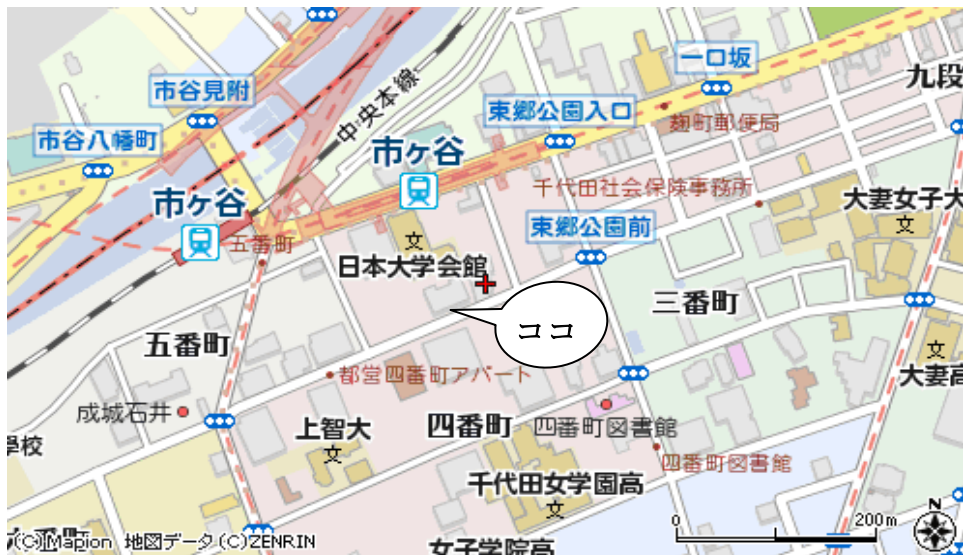 一口坂
九段
市谷見附
中央本線
東郷公園入口
麹町郵便局
市谷八幡町
市ヶ谷
千代田社会保険事務所
大妻女子大
市ヶ谷
文
五番町
文
東郷公園前
日本大学会館
三番町
ココ
五番町
文
都営四番町アパート
大妻高
成城石井
上智大
四番町
四番町図書館
学校
文
四番町図書館
千代田女学園高
文
N
0
200m
(C)Mapion 地図データ(C)ZENRIN
女子学院高